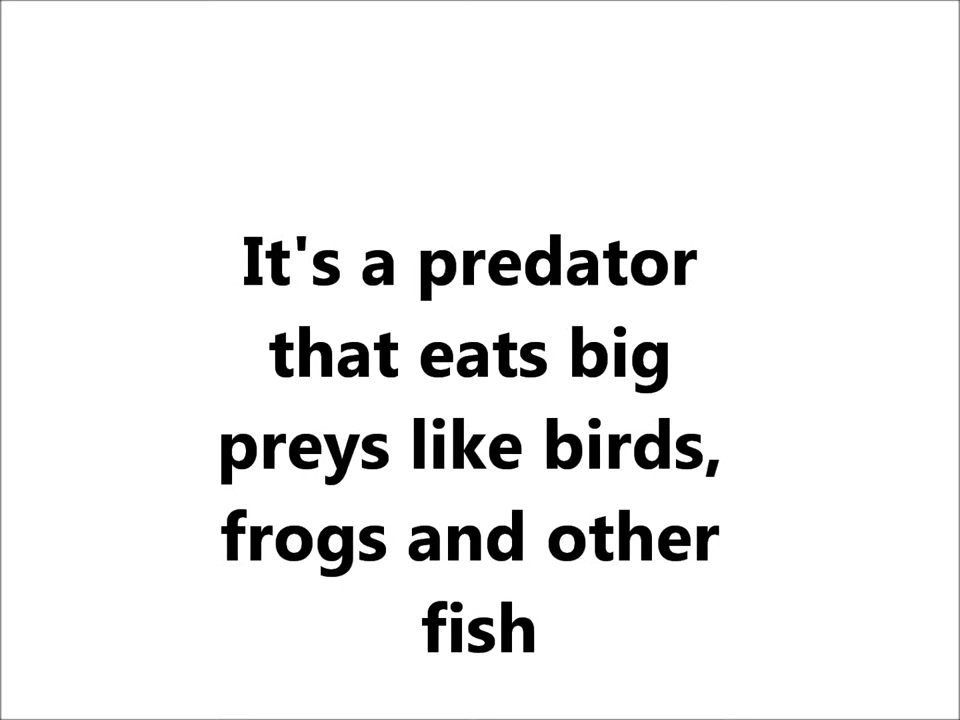 It's a predator
that eats big
preys like birds,
frogs and other
fish